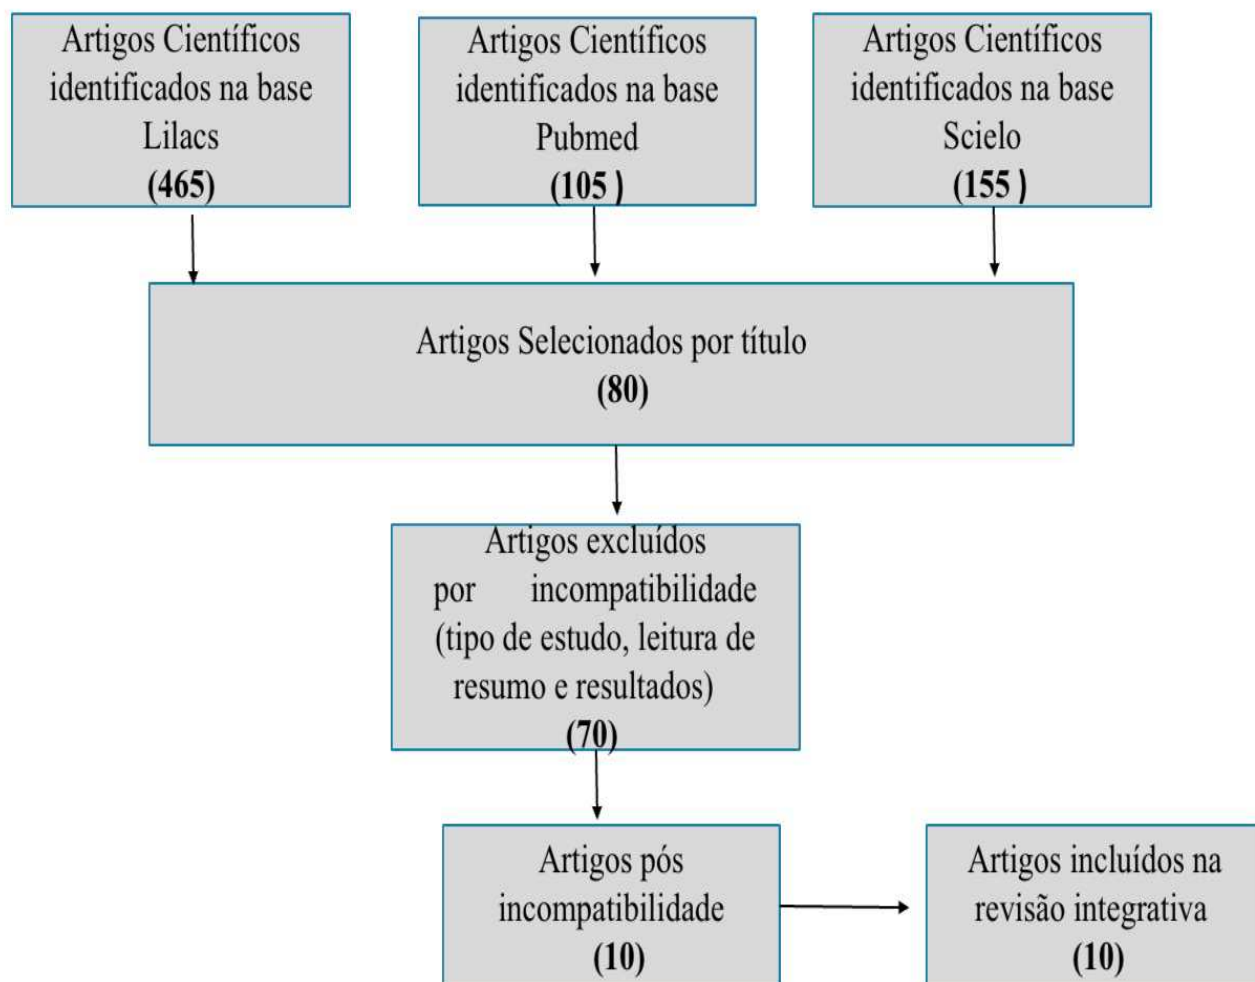 Artigos Científicos
identificados na base
Lilacs
(465)
Artigos Científicos
identificados na base
Pubmed
(105 )
Artigos Científicos
identificados na base
Scielo
(155 )
Artigos Selecionados por título
(80)
Artigos excluídos
por incompatibilidade
(tipo de estudo, leitura de
resumo e resultados)
(70)
Artigos pós
incompatibilidade
(10)
Artigos incluídos na
revisão integrativa
(10)